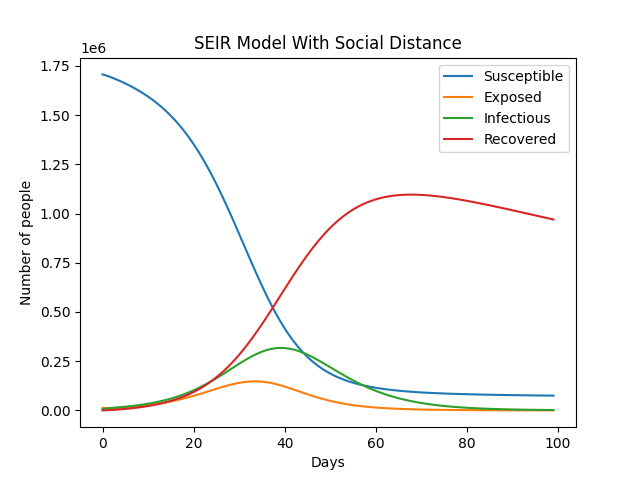 SEIR Model With Social Distance
1e6
1.75
1.50
1.25
1.00
0.75
0.50
0.25
0.00
Number of people
Susceptible
Exposed
Infectious
Recovered
0 20 40 60 80 100
Days